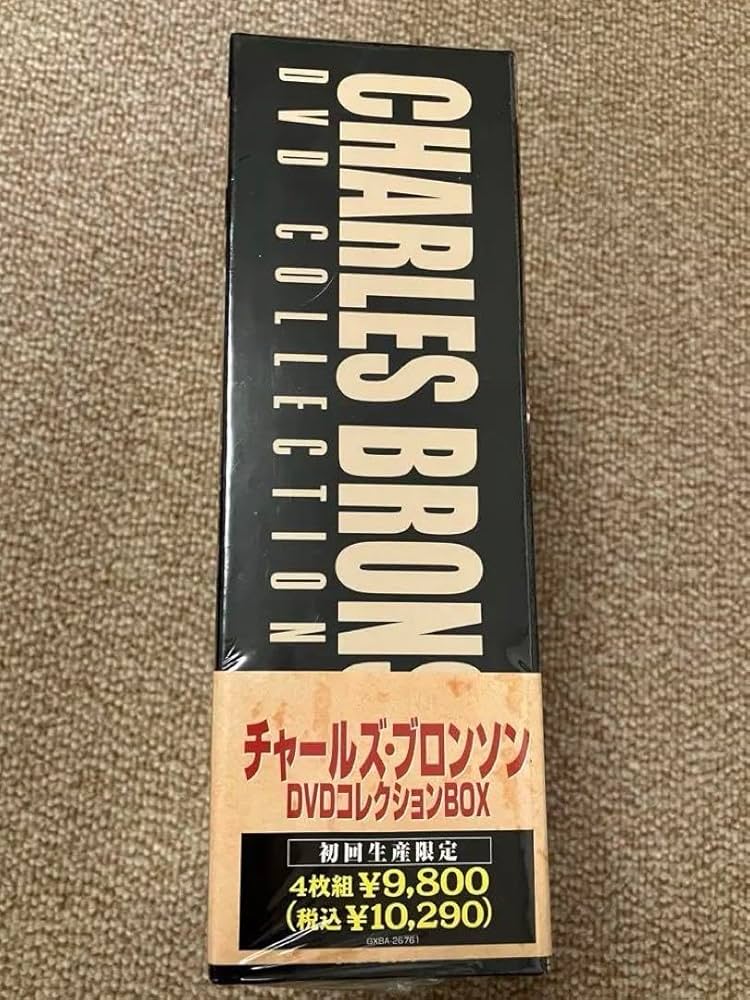 CHARLES BRONS
DVD COLLECTION
チャールズ・ブロンソン
DVDコレクションBOX
初回生産限定
4枚組 ¥9,800
(税込 ¥10,290)
GXBA-26761